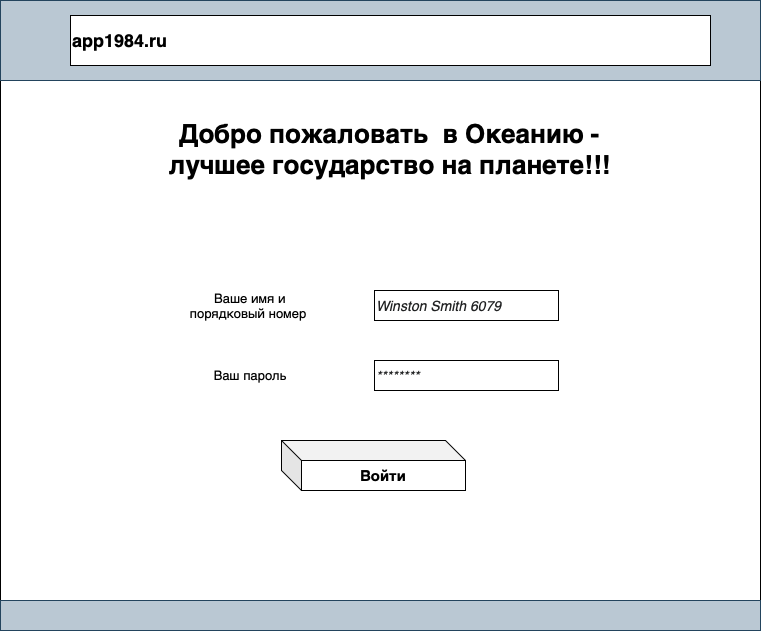 app1984.ru
Добро пожаловать  в Океанию -
лучшее государство на планете!!!
Ваше имя и
порядковый номер
Winston Smith 6079
Ваш пароль
********
Войти